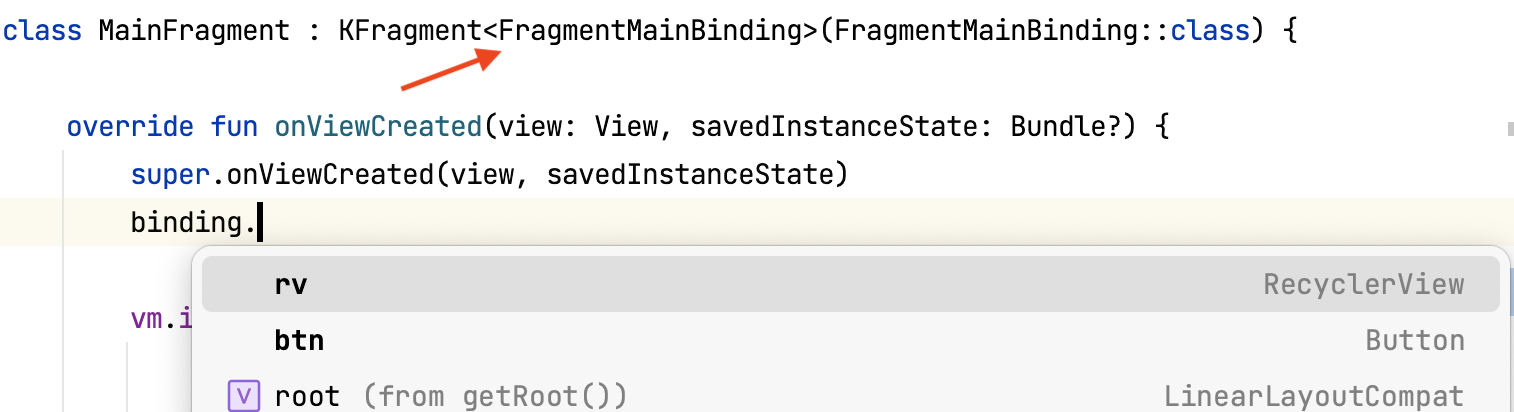 class MainFragment : KFragment<FragmentMainBinding>(FragmentMainBinding::class) {
override fun onViewCreated(view: View, savedInstanceState: Bundle?) {
super.onViewCreated(view, savedInstanceState)
binding.
rv RecyclerView
vm.i
btn Button
V root (from getRoot()) LinearLayoutCompat